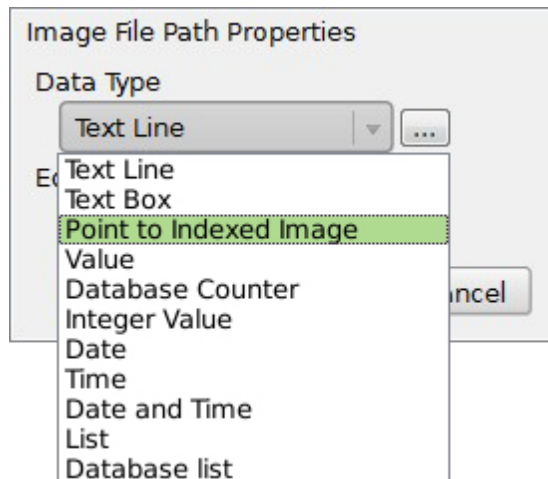 Image File Path Properties
Data Type
Text Line
...
Text Line
Text Box
Point to Indexed Image
Value
Database Counter
Integer Value
Date
Time
Date and Time
List
Database list